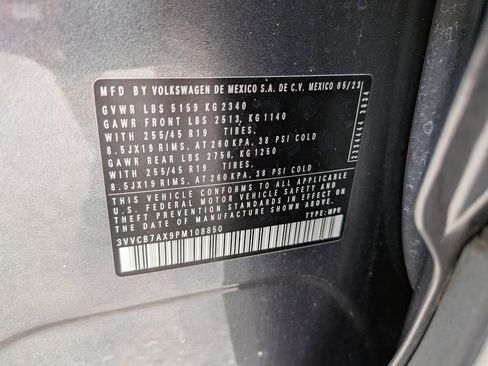 MFD BY VOLKSWAGEN DE MEXICO S.A. DE C.V. MEXICO 05/23
GVWR LBS 5159 KG 2340
GAWR FRONT LBS 2513, KG 1140
WITH 255/45 R19 TIRES,
8.5JX19 RIMS, AT 260 KPA, 38 PSI COLD
GAWR REAR LBS 2756, KG 1250
WITH 255/45 R19 TIRES,
8.5JX19 RIMS, AT 260 KPA, 38 PSI COLD
THIS VEHICLE CONFORMS TO ALL APPLICABLE
U.S. FEDERAL MOTOR VEHICLE SAFETY AND
THEFT PREVENTION STANDARDS IN EFFECT ON
THE DATE OF MANUFACTURE SHOWN ABOVE.
3VVCB7AX9PM108850 TYPE:MPV